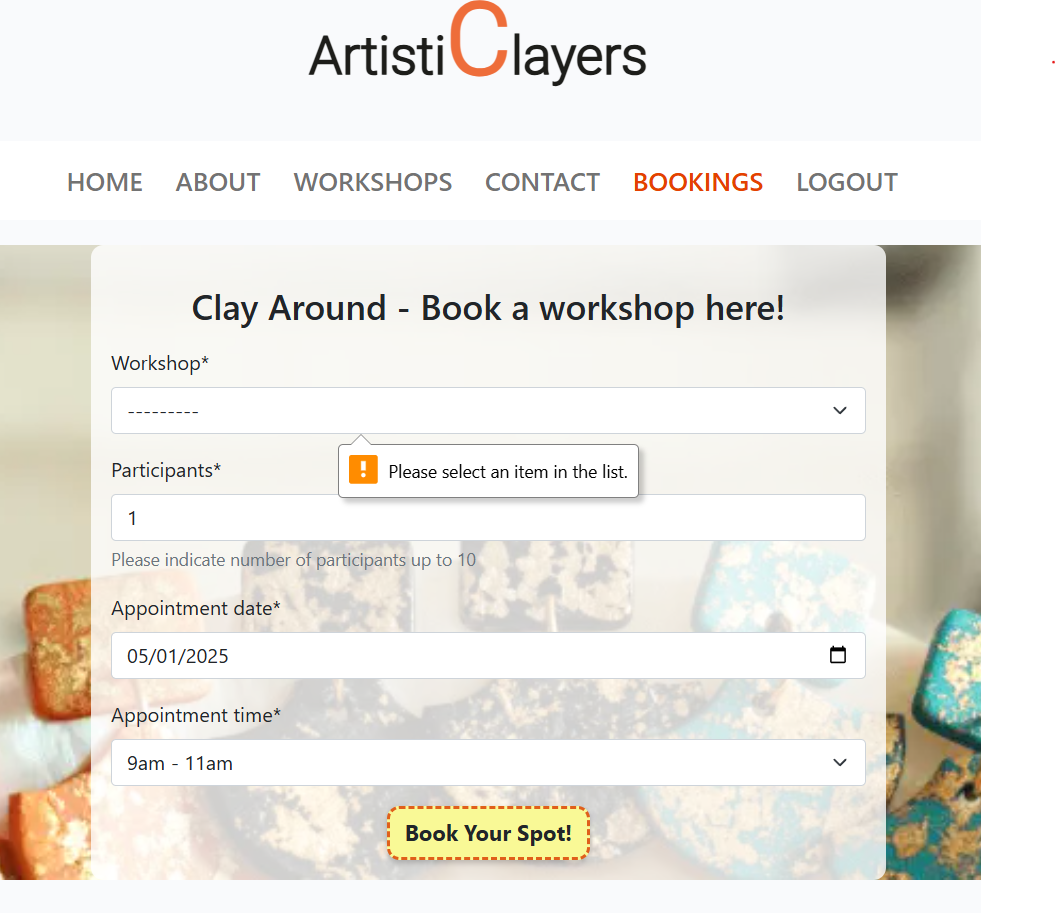 ArtistiClayers
HOME ABOUT WORKSHOPS CONTACT BOOKINGS LOGOUT
Clay Around - Book a workshop here!
Workshop*
---------
Please select an item in the list.
Participants*
1
Please indicate number of participants up to 10
Appointment date*
05/01/2025
Appointment time*
9am - 11am
Book Your Spot!